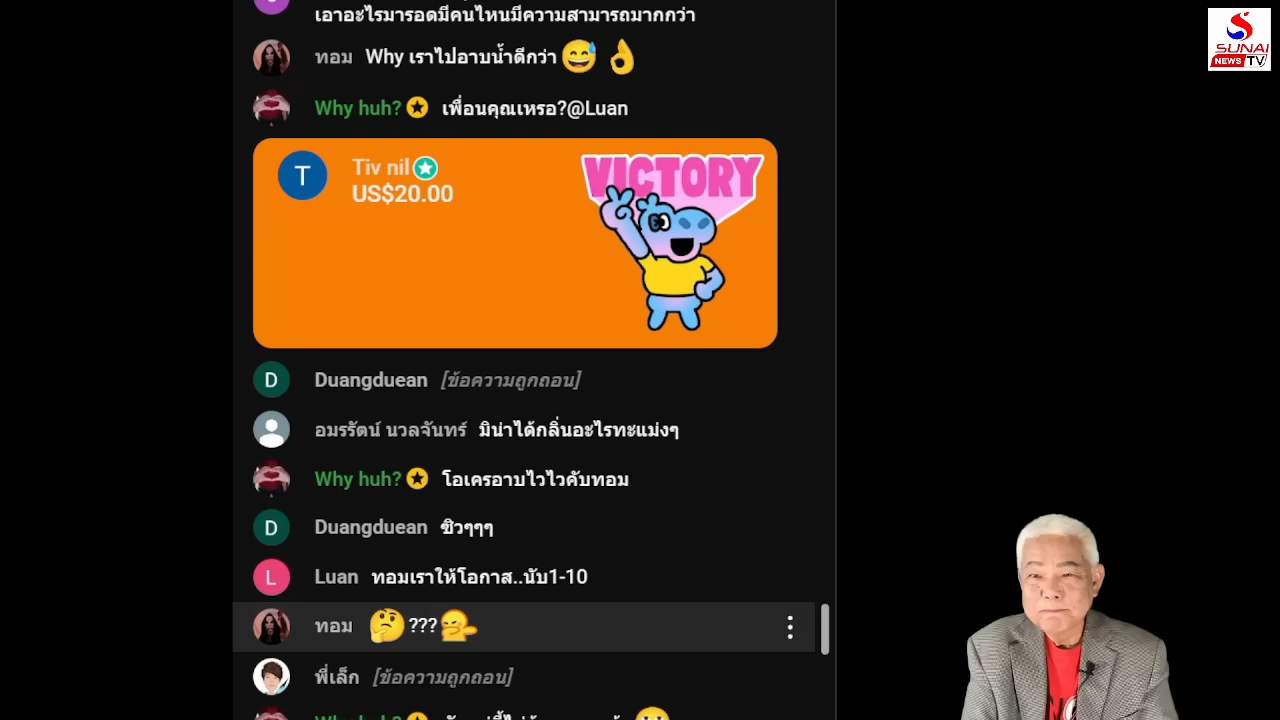 เอาอะไรมารอดมีคนไหนมีความสามารถมากกว่า
SUNAI
NEWS TV
ทอม Why เราไปอาบน้ำดีกว่า
Why huh? เพื่อนคุณเหรอ?@Luan
Tiv nil
US$20.00
VICTORY
Duangduean [ข้อความถูกถอน]
อมรรัตน์ นวลจันทร์ มิน่าได้กลิ่นอะไรทะแม่งๆ
Why huh? โอเครอาบไวไวคับทอม
Duangduean ซิวๆๆๆ
Luan ทอมเราให้โอกาส..นับ1-10
ทอม ???
พี่เล็ก [ข้อความถูกถอน]
Why huh?